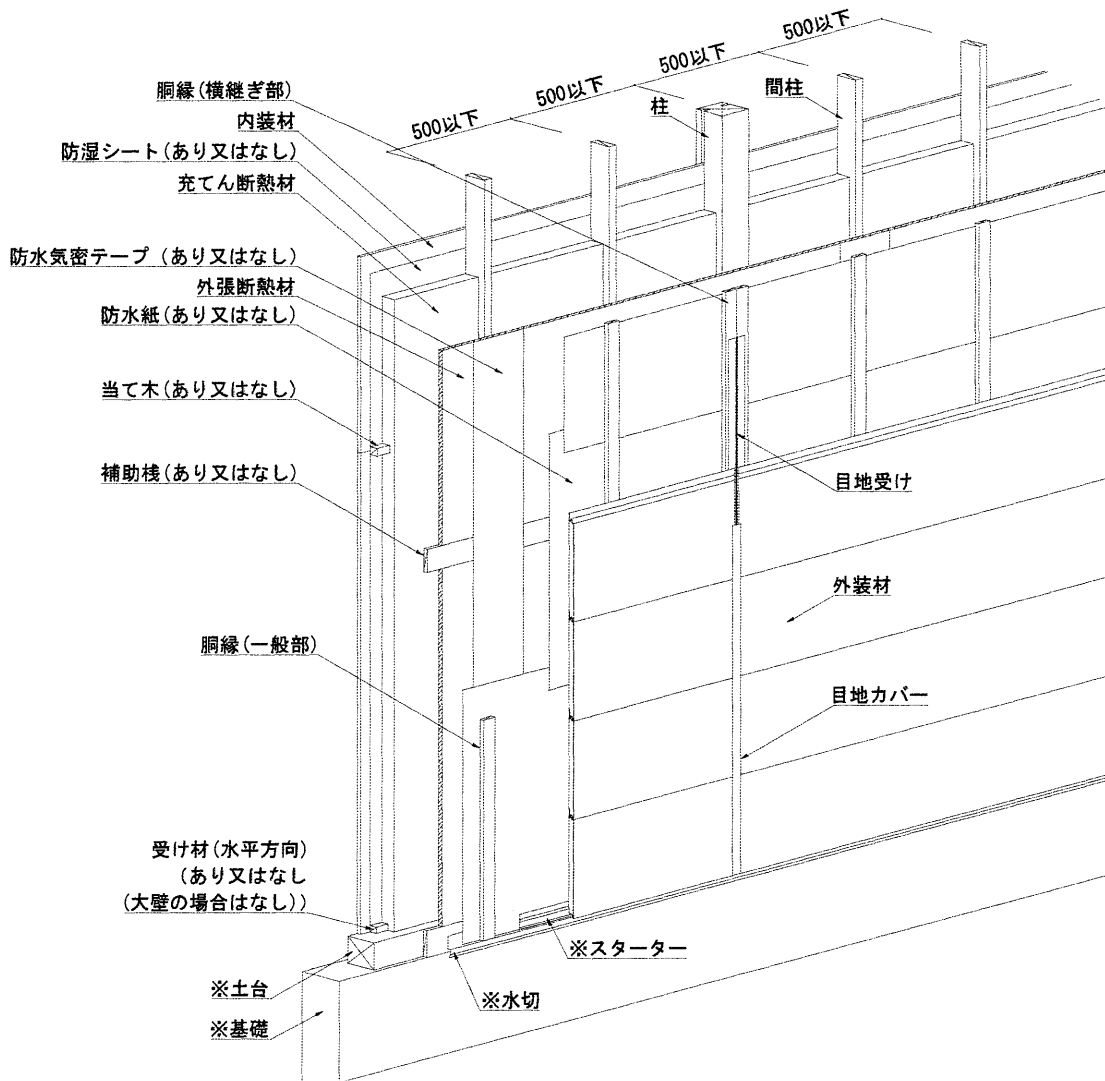 500以下
500以下
500以下
500以下
胴縁(横継ぎ部)
内装材
防湿シート(あり又はなし)
充てん断熱材
柱
間柱
防水気密テープ (あり又はなし)
外張断熱材
防水紙(あり又はなし)
当て木(あり又はなし)
補助桟(あり又はなし)
目地受け
外装材
胴縁(一般部)
目地カバー
受け材(水平方向)
(あり又はなし
(大壁の場合はなし))
※スターター
※土台
※水切
※基礎